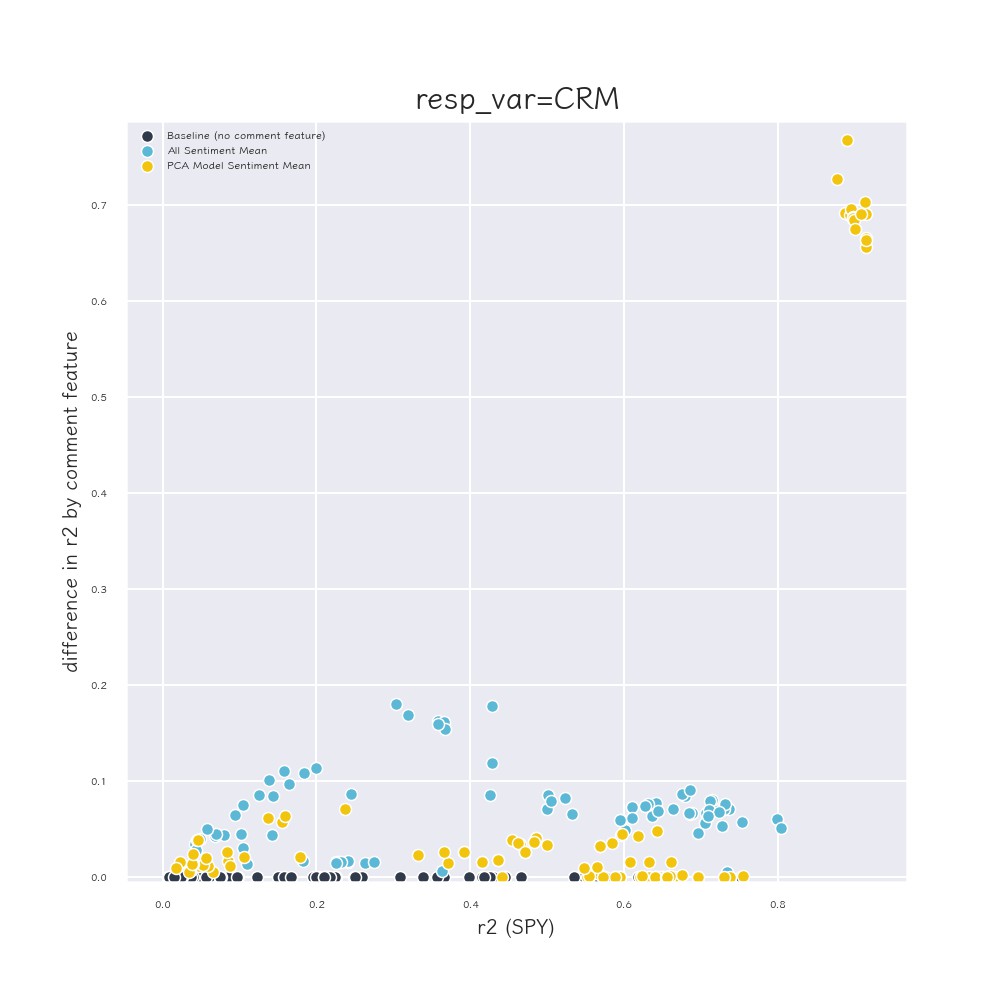 resp_var=CRM
Baseline (no comment feature)
All Sentiment Mean
PCA Model Sentiment Mean
difference in r2 by comment feature
0.7
0.6
0.5
0.4
0.3
0.2
0.1
0.0
0.0 0.2 0.4 0.6 0.8
r2 (SPY)